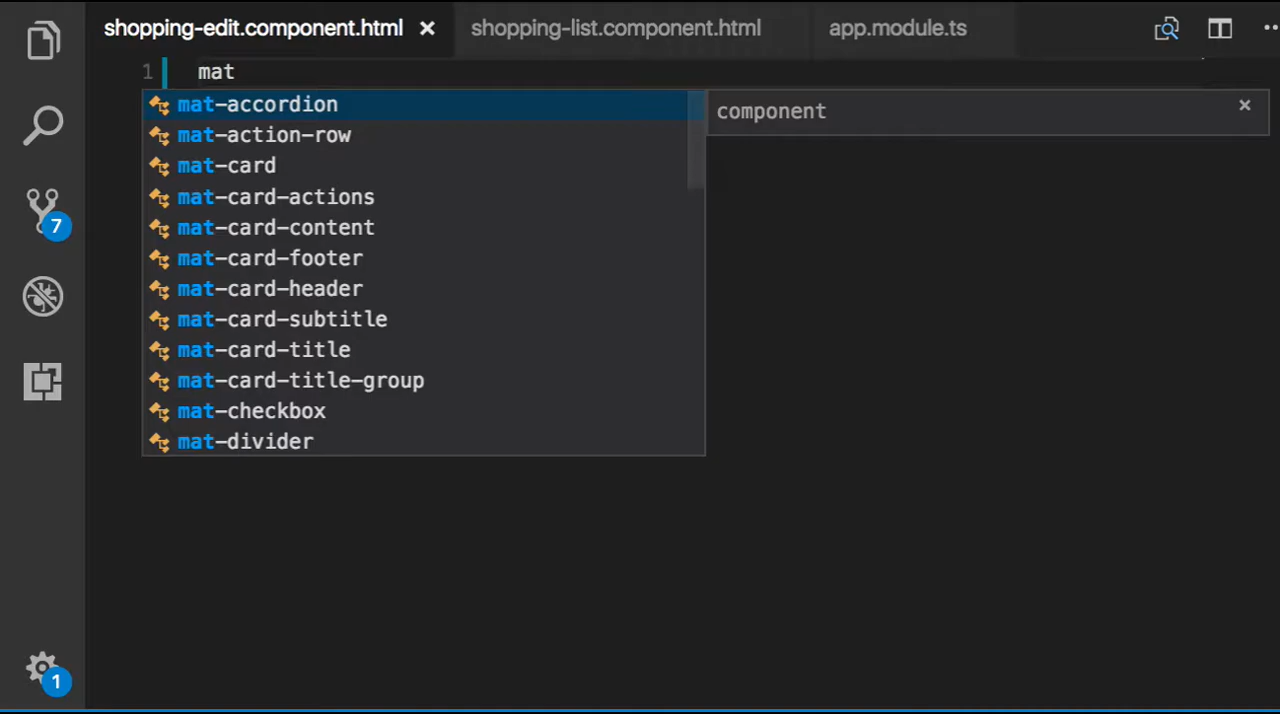 shopping-edit.component.html shopping-list.component.html app.module.ts
1 mat
mat-accordion
component
mat-action-row
mat-card
mat-card-actions
mat-card-content
mat-card-footer
mat-card-header
mat-card-subtitle
mat-card-title
mat-card-title-group
mat-checkbox
mat-divider
7
1